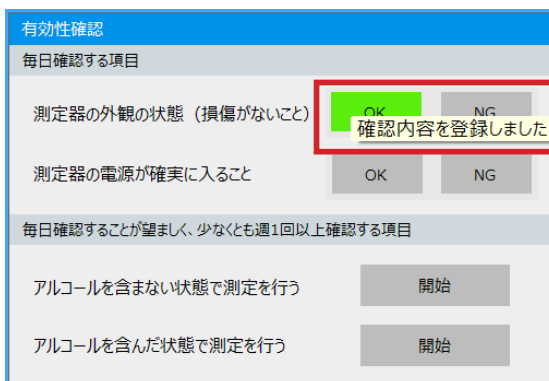 有効性確認
毎日確認する項目
測定器の外観の状態（損傷がないこと） OK NG
確認内容を登録しました
測定器の電源が確実に入ること OK NG
毎日確認することが望ましく、少なくとも週1回以上確認する項目
アルコールを含まない状態で測定を行う 開始
アルコールを含んだ状態で測定を行う 開始